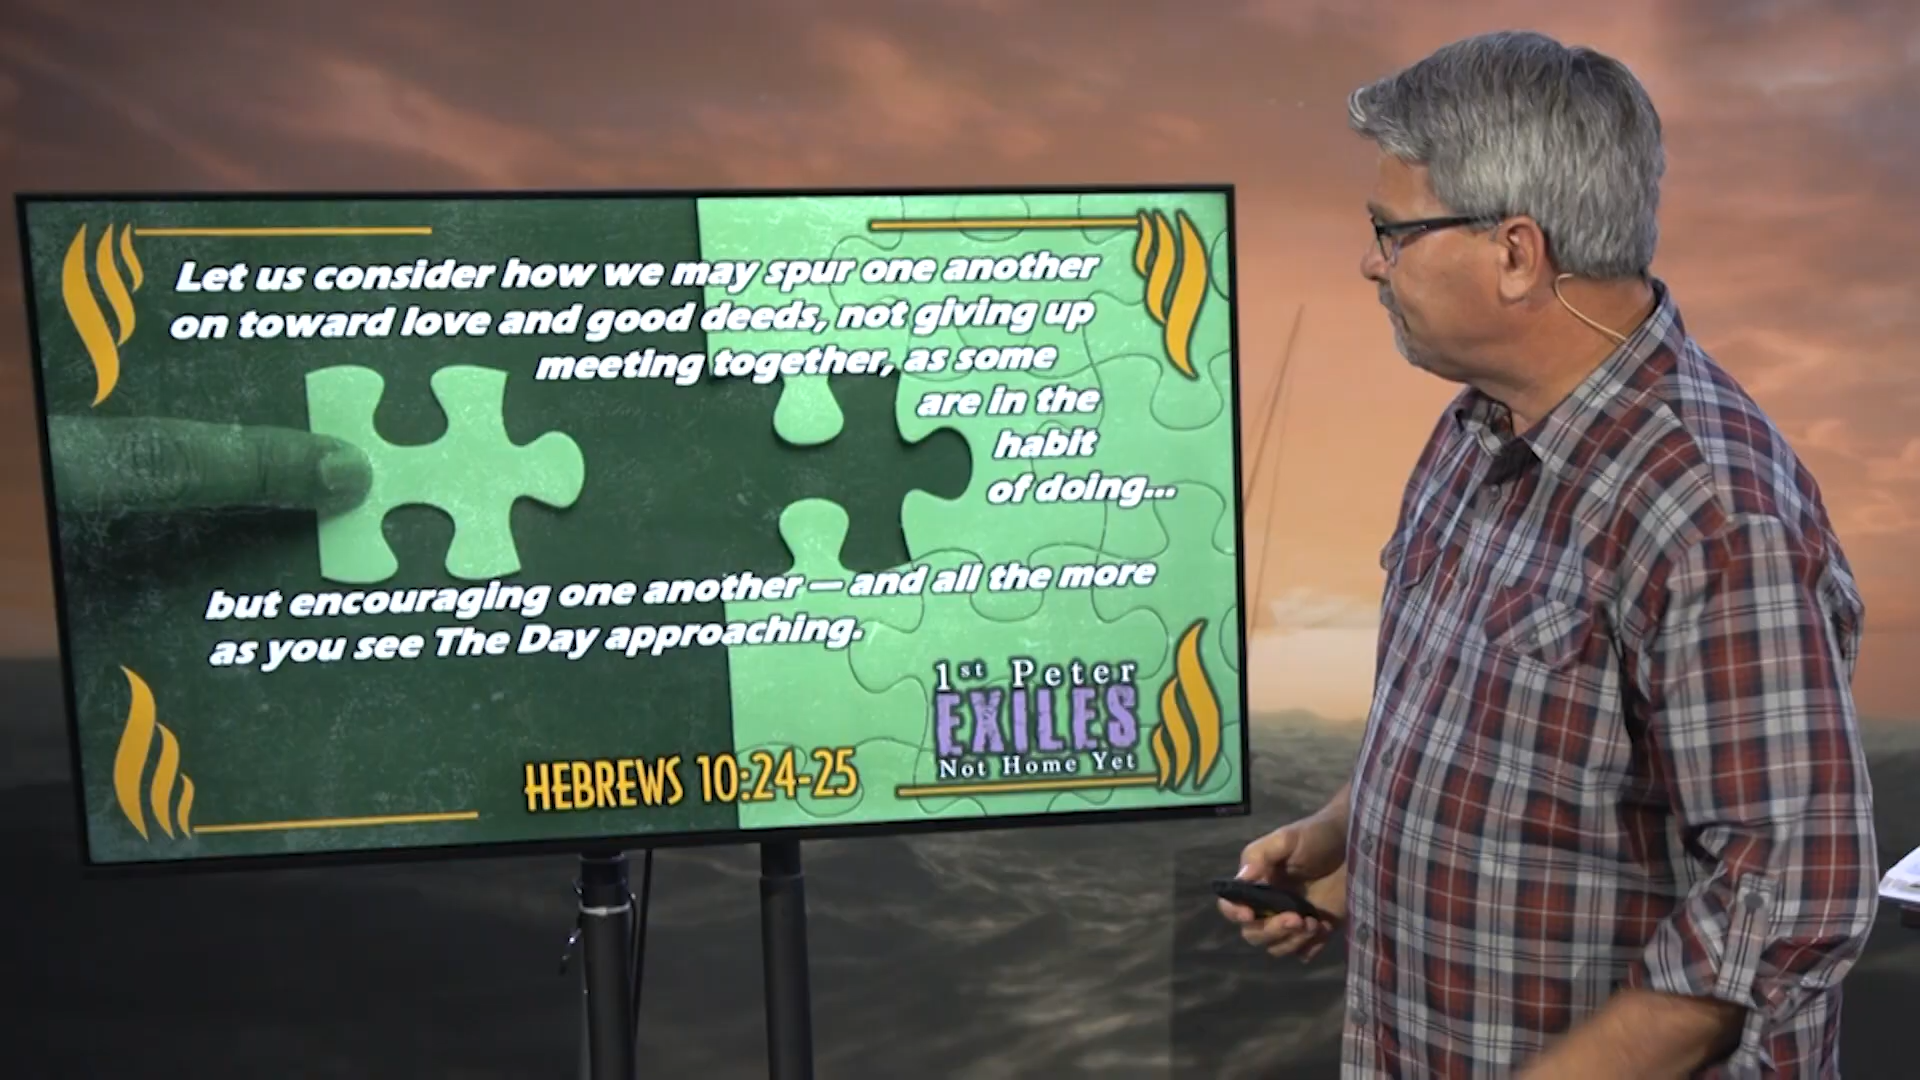 Let us consider how we may spur one another
on toward love and good deeds, not giving up
meeting together, as some
are in the
habit
of doing...
but encouraging one another — and all the more
as you see The Day approaching.
HEBREWS 10:24-25
1st Peter
EXILES
Not Home Yet